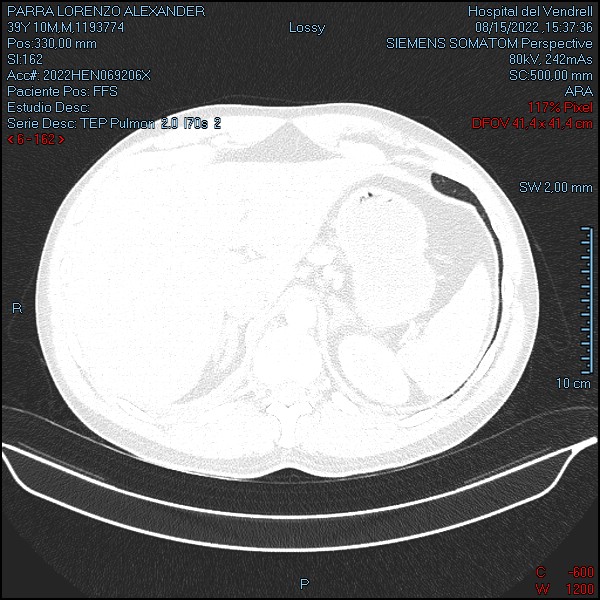 PARRA LORENZO ALEXANDER
39Y 10M,M,1193774
Pos:330,00 mm
SI:162
Acc#: 2022HEN069206X
Paciente Pos: FFS
Estudio Desc:
Serie Desc: TEP Pulmon 2.0 I70s 2
< 6 - 162 >
Lossy
Hospital del Vendrell
08/15/2022 ,15:37:36
SIEMENS SOMATOM Perspective
80kV, 242mAs
SC:500,00 mm
ARA
117% Pixel
DFOV 41,4 x 41,4 cm
SW 2,00 mm
R
10 cm
P
C -600
W 1200